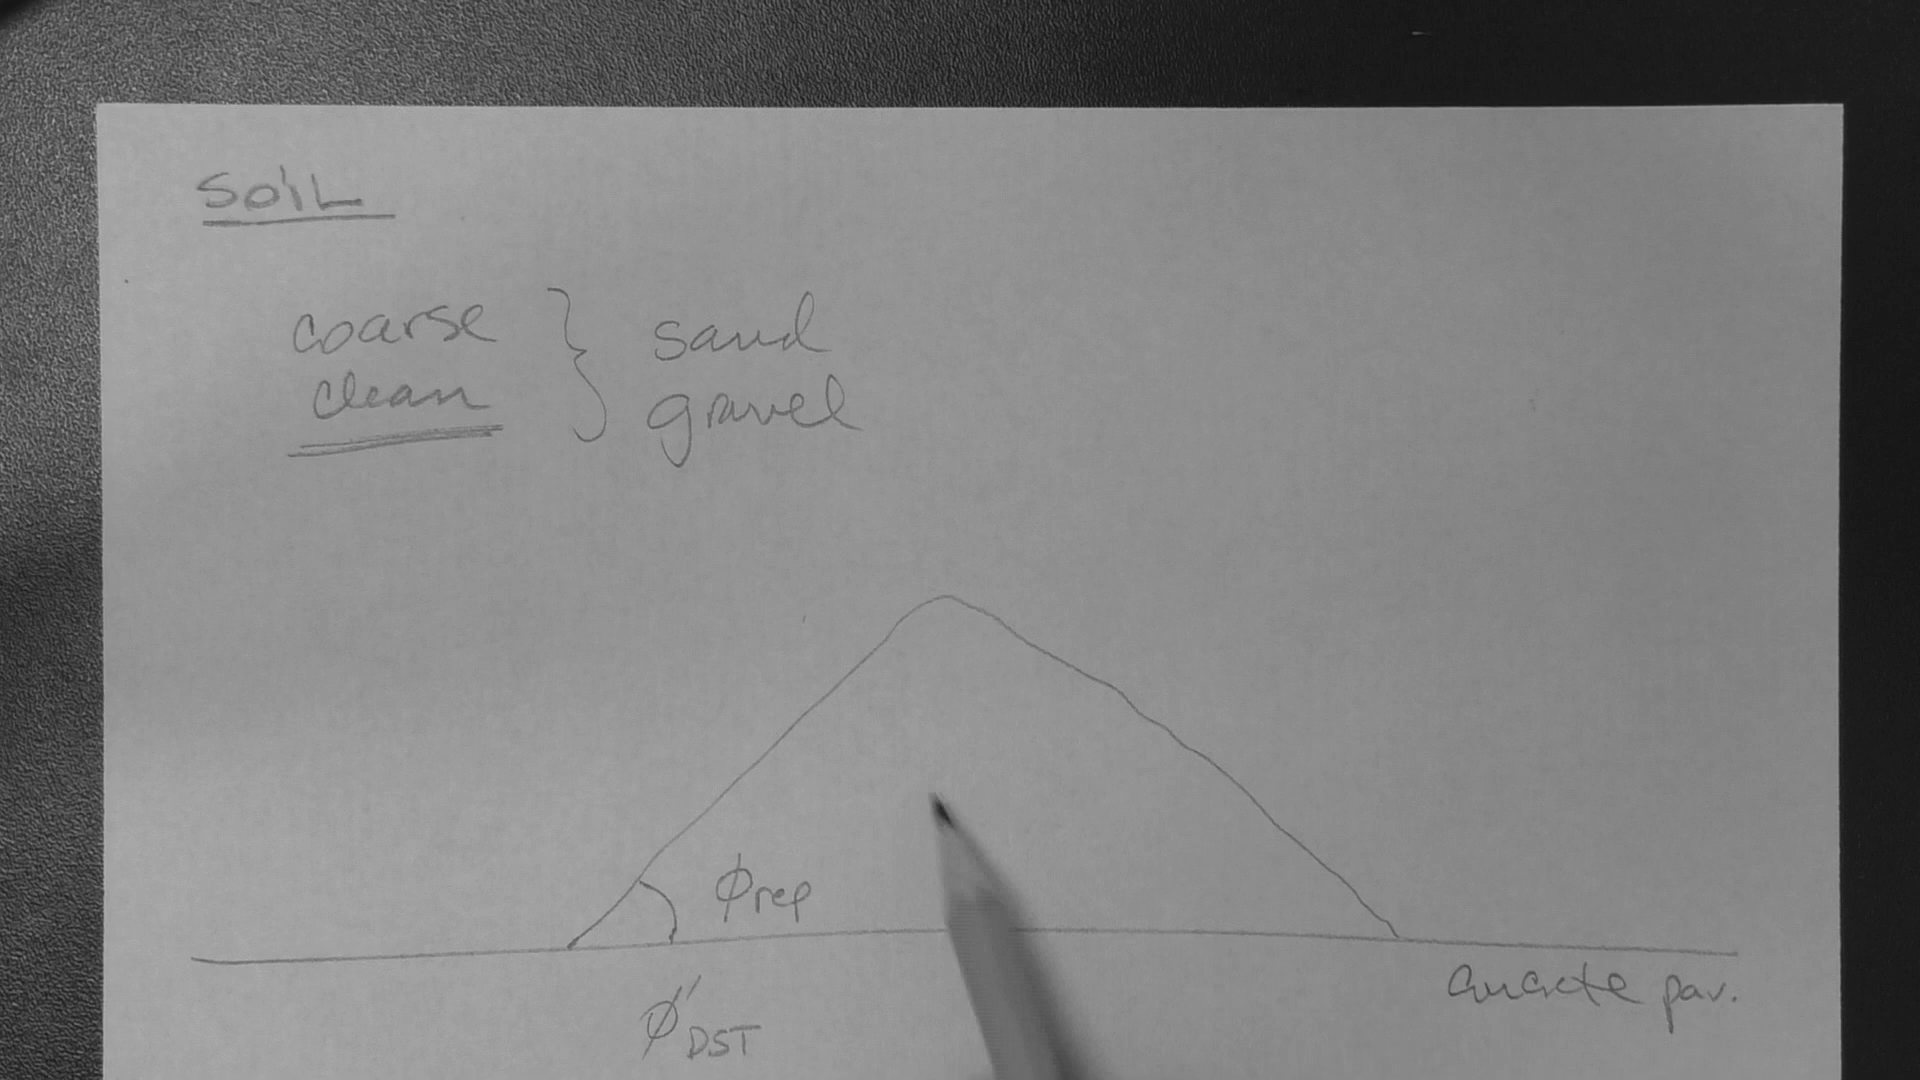 SOIL
coarse } sand
clean gravel
ϕrep
concrete pav.
ϕ'DST